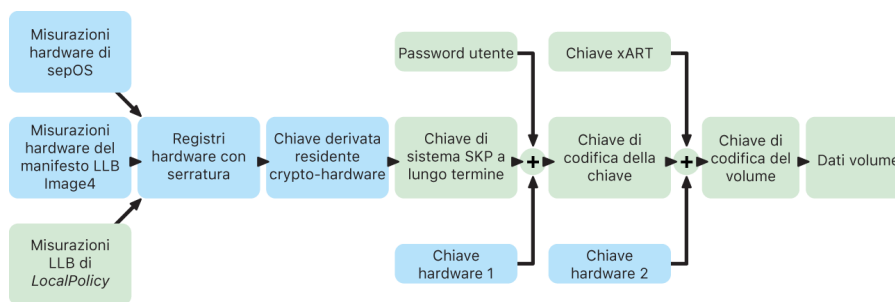 Misurazioni
hardware di
sepOS
Password utente
Chiave xART
Misurazioni
hardware del
manifesto LLB
Image4
Registri
hardware con
serratura
Chiave derivata
residente
crypto-hardware
Chiave di
sistema SKP a
lungo termine
+
Chiave di
codifica della
chiave
+
Chiave di
codifica del
volume
Dati volume
Misurazioni
LLB di
LocalPolicy
Chiave
hardware 1
Chiave
hardware 2